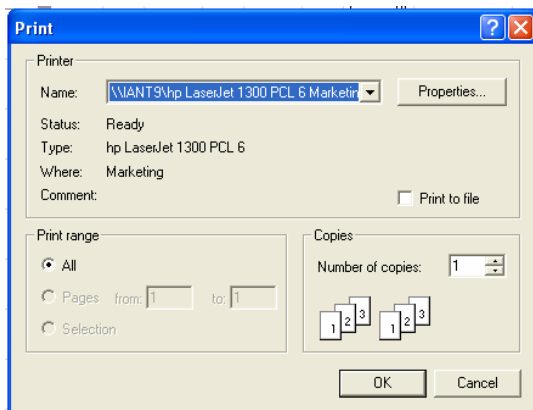 Print
Printer
Name: \\IANT9\hp LaserJet 1300 PCL 6 Marketin
Properties...
Status: Ready
Type: hp LaserJet 1300 PCL 6
Where: Marketing
Comment:
Print to file
Print range
All
Pages from: 1 to: 1
Selection
Copies
Number of copies: 1
1 2 3 1 2 3
OK Cancel